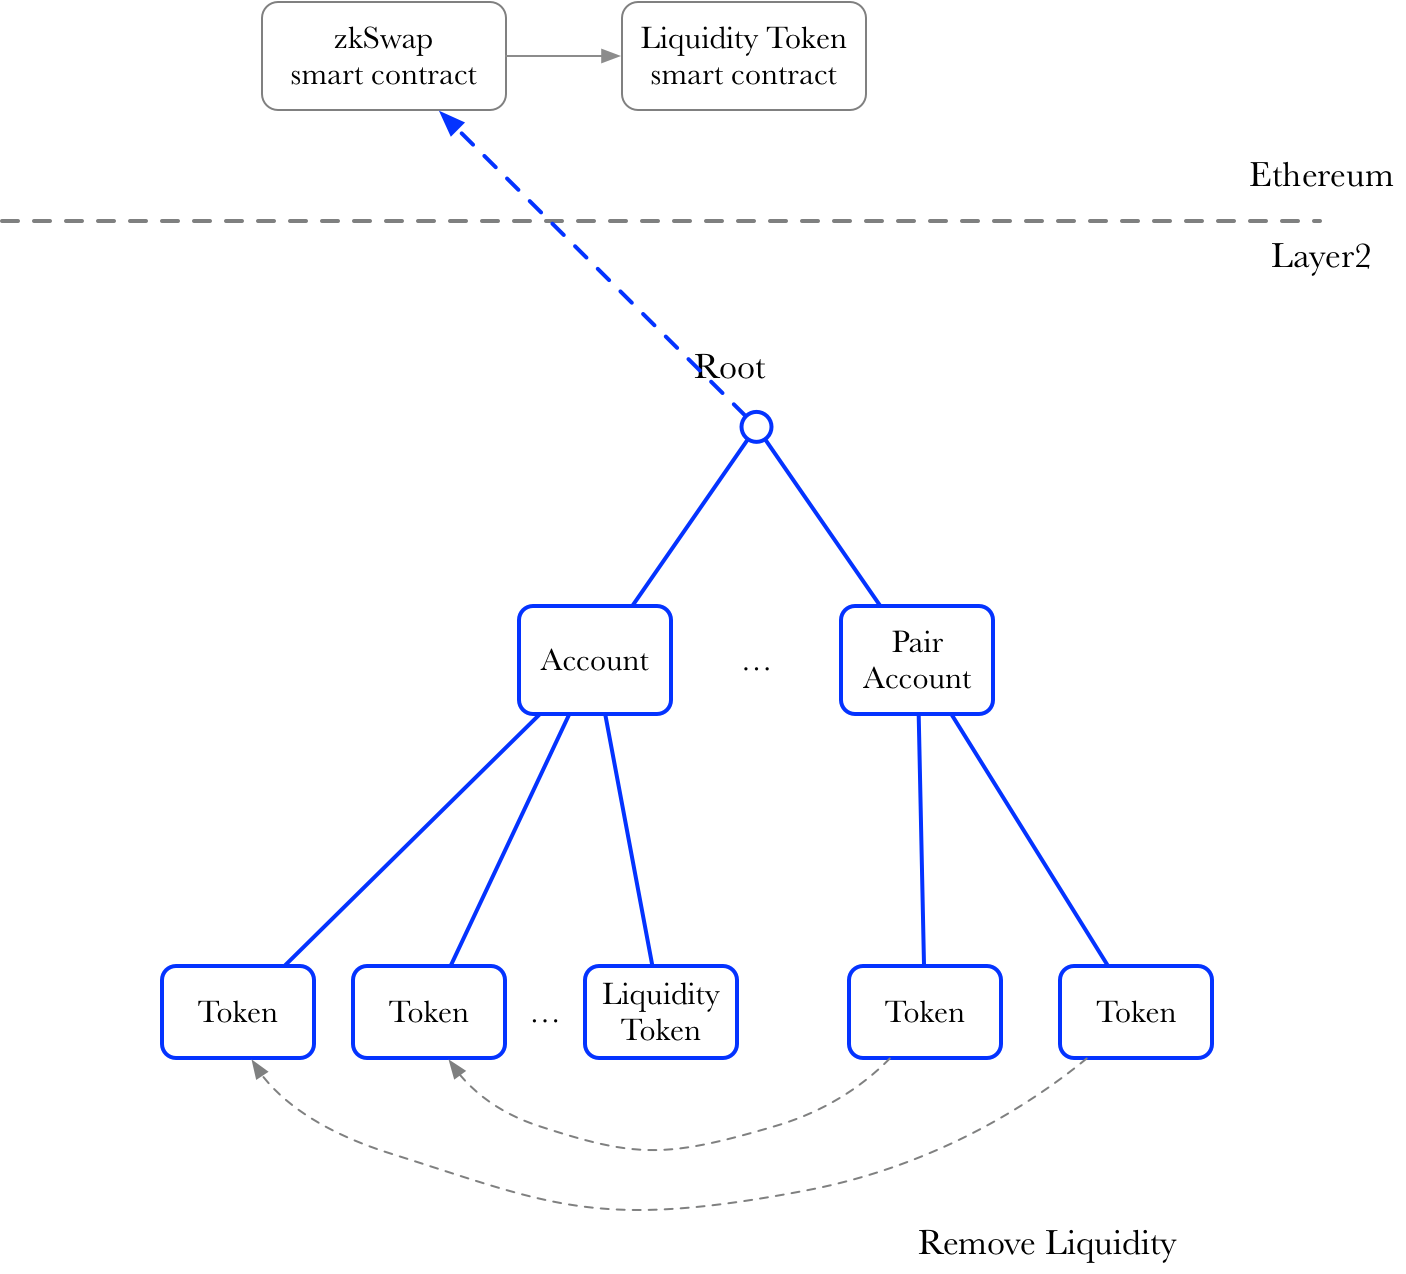 zkSwap
smart contract
Liquidity Token
smart contract
Ethereum
Layer2
Root
Account
...
Pair
Account
Token
Token
...
Liquidity
Token
Token
Token
Remove Liquidity